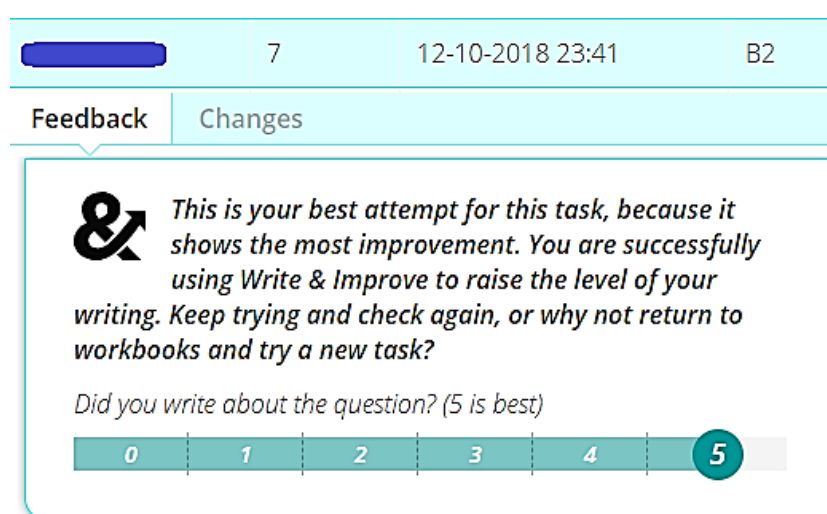 7 12-10-2018 23:41 B2
Feedback Changes
& This is your best attempt for this task, because it
shows the most improvement. You are successfully
using Write & Improve to raise the level of your
writing. Keep trying and check again, or why not return to
workbooks and try a new task?
Did you write about the question? (5 is best)
0 1 2 3 4 5